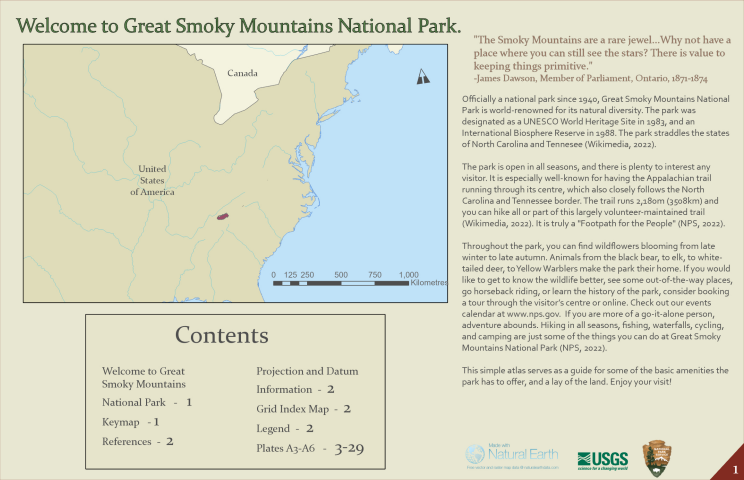 Welcome to Great Smoky Mountains National Park.
Canada
United
States
of America
0 125 250 500 750 1,000
Kilometres
Contents
Welcome to Great
Smoky Mountains
National Park - 1
Keymap - 1
References - 2
Projection and Datum
Information - 2
Grid Index Map - 2
Legend - 2
Plates A3-A6 - 3-29
"The Smoky Mountains are a rare jewel...Why not have a
place where you can still see the stars? There is value to
keeping things primitive."
-James Dawson, Member of Parliament, Ontario, 1871-1874
Officially a national park since 1940, Great Smoky Mountains National
Park is world-renowned for its natural diversity. The park was
designated as a UNESCO World Heritage Site in 1983, and an
International Biosphere Reserve in 1988. The park straddles the states
of North Carolina and Tennesee (Wikimedia, 2022).
The park is open in all seasons, and there is plenty to interest any
visitor. It is especially well-known for having the Appalachian trail
running through its centre, which also closely follows the North
Carolina and Tennessee border. The trail runs 2,180m (3508km) and
you can hike all or part of this largely volunteer-maintained trail
(Wikimedia, 2022). It is truly a "Footpath for the People" (NPS, 2022).
Throughout the park, you can find wildflowers blooming from late
winter to late autumn. Animals from the black bear, to elk, to white-
tailed deer, to Yellow Warblers make the park their home. If you would
like to get to know the wildlife better, see some out-of-the-way places,
go horseback riding, or learn the history of the park, consider booking
a tour through the visitor's centre or online. Check out our events
calendar at www.nps.gov. If you are more of a go-it-alone person,
adventure abounds. Hiking in all seasons, fishing, waterfalls, cycling,
and camping are just some of the things you can do at Great Smoky
Mountains National Park (NPS, 2022).
This simple atlas serves as a guide for some of the basic amenities the
park has to offer, and a lay of the land. Enjoy your visit!
Made with
Natural Earth
Free vector and raster map data @ naturalearthdata.com
USGS
science for a changing world
NATIONAL
PARK
SERVICE
1